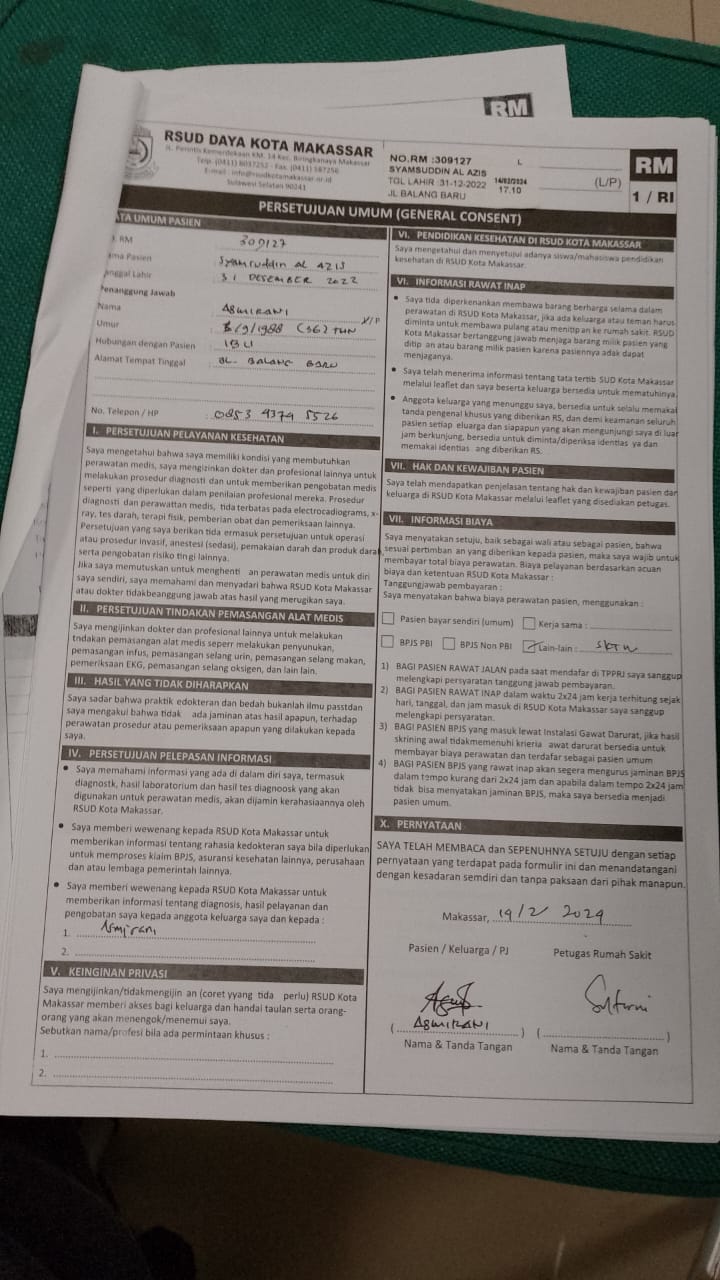 RM
RSUD DAYA KOTA MAKASSAR
Jl. Perintis Kemerdekaan KM. 14 Kec. Biringkanaya Makassar
Telp. (0411)
Sulawesi Selatan 90241
NO.RM :309127 L
SYAMSUDDIN AL AZIS
TGL LAHIR :31-12-2022 14/02/2024
JL BALANG BARU 17.10
(L/P)
RM
1 / RI
PERSETUJUAN UMUM (GENERAL CONSENT)
ATA UMUM PASIEN
. RM 309127
ma Pasien : Syamsuddin AL AZIS
anggal Lahir : 31 DESEMBER 2022
Penanggung Jawab
Nama : ASMIRANI
Umur : /9/1988 (36) THN
Hubungan dengan Pasien : IBU
Alamat Tempat Tinggal : JL. BALANG BARU
No. Telepon / HP : 0853 4379 5526
I. PERSETUJUAN PELAYANAN KESEHATAN
Saya mengetahui bahwa saya memiliki kondisi yang membutuhkan
perawatan medis, saya mengizinkan dokter dan profesional lainnya untuk
melakukan prosedur diagnosti dan untuk memberikan pengobatan medis
seperti yang diperlukan dalam penilaian profesional mereka. Prosedur
diagnosti dan perawattan medis, tidia terbatas pada electrocadiograms, x-
ray, tes darah, terapi fisik, pemberian obat dan pemeriksaan lainnya.
Persetujuan yang saya berikan tida ermasuk persetujuan untuk operasi
atau prosedur invasif, anestesi (sedasi), pemakaian darah dan produk darah
serta pengobatan risiko tingi lainnya.
Jika saya memutuskan untuk menghenti an perawatan medis untuk diri
saya sendiri, saya memahami dan menyadari bahwa RSUD Kota Makassar
atau dokter tidakbeanggung jawab atas hasil yang merugikan saya.
II. PERSETUJUAN TINDAKAN PEMASANGAN ALAT MEDIS
Saya mengijinkan dokter dan profesional lainnya untuk melakukan
tndakan pemasangan alat medis seperr melakukan penyunukan,
pemasangan infus, pemasangan selang urin, pemasangan selang makan,
pemeriksaan EKG, pemasangan selang oksigen, dan lain lain.
III. HASIL YANG TIDAK DIHARAPKAN
Saya sadar bahwa praktik edokteran dan bedah bukanlah ilmu passtdan
saya mengakui bahwa tidak ada jaminan atas hasil apapun, terhadap
perawatan prosedur atau pemeriksaan apapun yang dilakukan kepada
saya.
IV. PERSETUJUAN PELEPASAN INFORMASI
• Saya memahami informasi yang ada di dalam diri saya, termasuk
diagnostk, hasil laboratorium dan hasil tes diagnoosk yang akan
digunakan untuk perawatan medis, akan dijamin kerahasiaannya oleh
RSUD Kota Makassar.
• Saya memberi wewenang kepada RSUD Kota Makassar untuk
memberikan informasi tentang rahasia kedokteran saya bila diperlukan
untuk memproses klaim BPJS, asuransi kesehatan lainnya, perusahaan
dan atau lembaga pemerintah lainnya.
• Saya memberi wewenang kepada RSUD Kota Makassar untuk
memberikan informasi tentang diagnosis, hasil pelayanan dan
pengobatan saya kepada anggota keluarga saya dan kepada :
1. Asmirani
2.
V. KEINGINAN PRIVASI
Saya mengijinkan/tidakmengijin an (coret yyang tida perlu) RSUD Kota
Makassar memberi akses bagi keluarga dan handai taulan serta orang-
orang yang akan menengok/menemui saya.
Sebutkan nama/profesi bila ada permintaan khusus :
1.
2.
VI. PENDIDIKAN KESEHATAN DI RSUD KOTA MAKASSAR
Saya mengetahui dan menyetujui adanya siswa/mahasiswa pendidikan
kesehatan di RSUD Kota Makassar.
VI. INFORMASI RAWAT INAP
• Saya tida diperkenankan membawa barang berharga selama dalam
perawatan di RSUD Kota Makassar, jika ada keluarga atau teman harus
diminta untuk membawa pulang atau menitipan ke rumah sakit. RSUD
Kota Makassar bertanggung jawab menjaga barang milik pasien yang
ditip an atau barang milik pasien karena pasiennya adak dapat
menjaganya.
• Saya telah menerima informasi tentang tata tertib SUD Kota Makassar
melalui leaflet dan saya beserta keluarga bersedia untuk mematuhinya.
• Anggota keluarga yang menunggu saya, bersedia untuk selalu memakai
tanda pengenal khusus yang diberikan RS, dan demi keamanan seluruh
pasien setiap eluarga dan siapapun yang akan mengunjungi saya di luar
jam berkunjung, bersedia untuk diminta/diperiksa identias ya dan
memakai identias ang diberikan RS.
VII. HAK DAN KEWAJIBAN PASIEN
Saya telah mendapatkan penjelasan tentang hak dan kewajiban pasien dan
keluarga di RSUD Kota Makassar melalui leaflet yang disediakan petugas.
VII. INFORMASI BIAYA
Saya menyatakan setuju, baik sebagai wali atau sebagai pasien, bahwa
sesuai pertimban an yang diberikan kepada pasien, maka saya wajib untuk
membayar total biaya perawatan. Biaya pelayanan berdasarkan acuan
biaya dan ketentuan RSUD Kota Makassar :
Tanggungjawab pembayaran :
Saya menyatakan bahwa biaya perawatan pasien, menggunakan :
Pasien bayar sendiri (umum) Kerja sama :
BPJS PBI BPJS Non PBI Lain-lain : SKTM
1) BAGI PASIEN RAWAT JALAN pada saat mendafar di TPPRJ saya sanggup
melengkapi persyaratan tanggung jawab pembayaran.
2) BAGI PASIEN RAWAT INAP dalam waktu 2x24 jam kerja terhitung sejak
hari, tanggal, dan jam masuk di RSUD Kota Makassar saya sanggup
melengkapi persyaratan.
3) BAGI PASIEN BPJS yang masuk lewat Instalasi Gawat Darurat, jika hasil
skrining awal tidakmemenuhi krieria awat darurat bersedia untuk
membayar biaya perawatan dan terdafar sebagai pasien umum
4) BAGI PASIEN BPJS yang rawat inap akan segera mengurus jaminan BPJS
dalam tempo kurang dari 2x24 jam dan apabila dalam tempo 2x24 jam
tidak bisa menyatakan jaminan BPJS, maka saya bersedia menjadi
pasien umum.
X. PERNYATAAN
SAYA TELAH MEMBACA dan SEPENUHNYA SETUJU dengan setiap
pernyataan yang terdapat pada formulir ini dan menandatangani
dengan kesadaran semdiri dan tanpa paksaan dari pihak manapun.
Makassar, 19/2 2024
Pasien / Keluarga / PJ Petugas Rumah Sakit
(ASMIRANI) ( )
Nama & Tanda Tangan Nama & Tanda Tangan